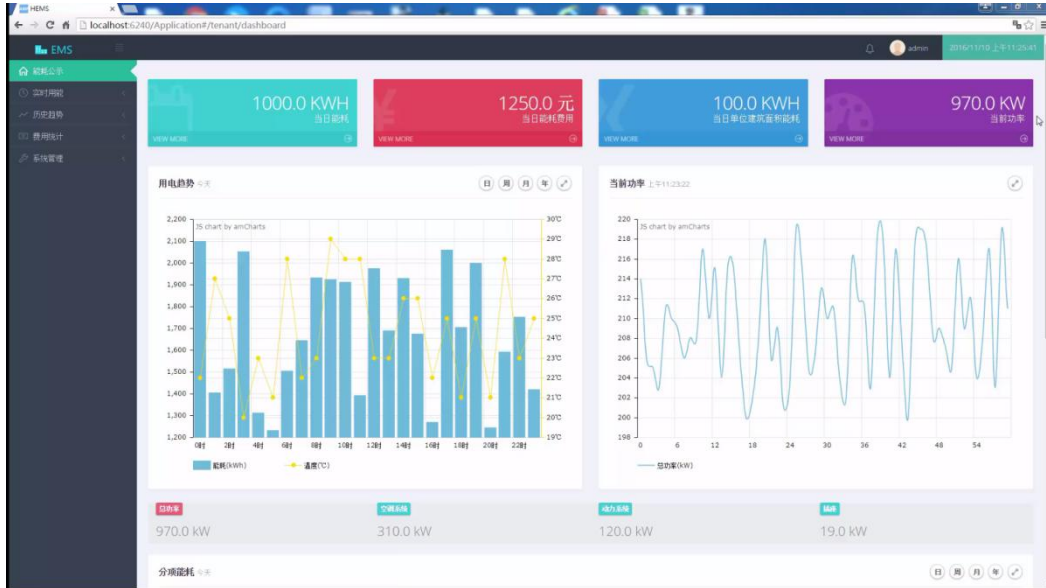 HEMS
localhost:6240/Application#/tenant/dashboard
EMS
admin
2016/11/10 上午11:25:41
能耗公示
实时用能
历史趋势
费用统计
系统管理
1000.0 KWH
当日能耗
VIEW MORE
1250.0 元
当日能耗费用
VIEW MORE
100.0 KWH
当日单位建筑面积能耗
VIEW MORE
970.0 KW
当前功率
VIEW MORE
用电趋势 今天
日 周 月 年
JS chart by amCharts
2,200
2,100
2,000
1,900
1,800
1,700
1,600
1,500
1,400
1,300
1,200
30℃
29℃
28℃
27℃
26℃
25℃
24℃
23℃
22℃
21℃
20℃
19℃
0时 2时 4时 6时 8时 10时 12时 14时 16时 18时 20时 22时
能耗(kWh) 温度(℃)
当前功率 上午11:23:22
JS chart by amCharts
220
218
216
214
212
210
208
206
204
202
200
198
0 6 12 18 24 30 36 42 48 54
总功率(kW)
总功率
970.0 kW
空调系统
310.0 kW
动力系统
120.0 kW
插座
19.0 kW
分项能耗 今天
日 周 月 年